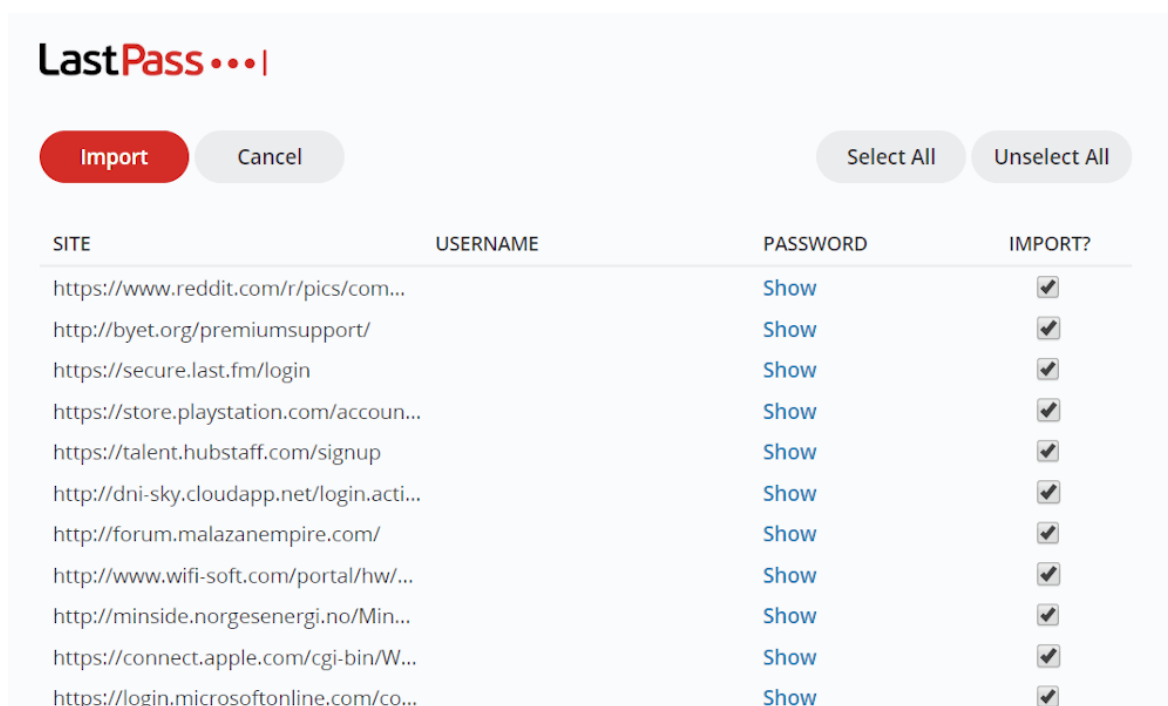 LastPass
Import Cancel Select All Unselect All
SITE USERNAME PASSWORD IMPORT?
https://www.reddit.com/r/pics/com... Show
http://byet.org/premiumsupport/ Show
https://secure.last.fm/login Show
https://store.playstation.com/accoun... Show
https://talent.hubstaff.com/signup Show
http://dni-sky.cloudapp.net/login.acti... Show
http://forum.malazanempire.com/ Show
http://www.wifi-soft.com/portal/hw/... Show
http://minside.norgesenergi.no/Min... Show
https://connect.apple.com/cgi-bin/W... Show
https://login.microsoftonline.com/co... Show